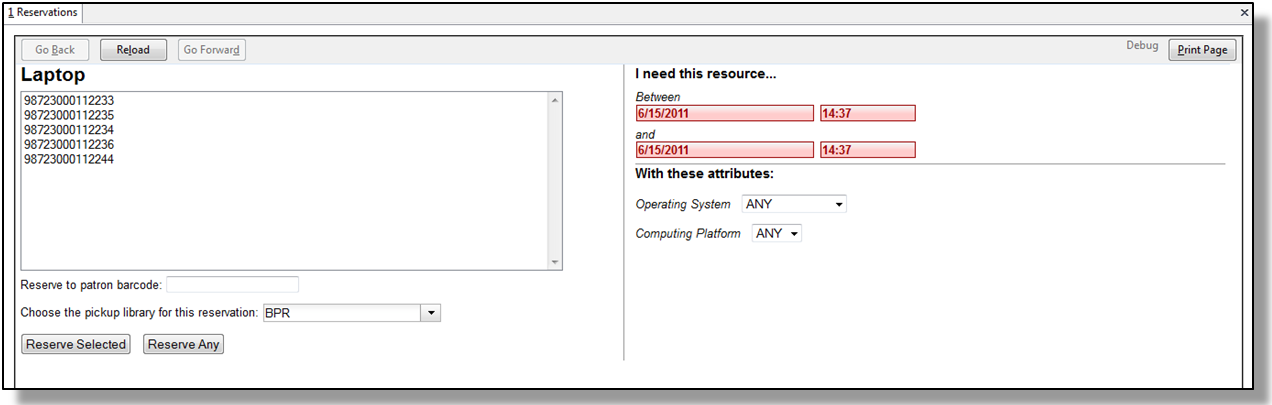 1 Reservations
Go Back Reload Go Forward Debug Print Page
Laptop
98723000112233
98723000112235
98723000112234
98723000112236
98723000112244
Reserve to patron barcode:
Choose the pickup library for this reservation: BPR
Reserve Selected Reserve Any
I need this resource...
Between
6/15/2011 14:37
and
6/15/2011 14:37
With these attributes:
Operating System ANY
Computing Platform ANY